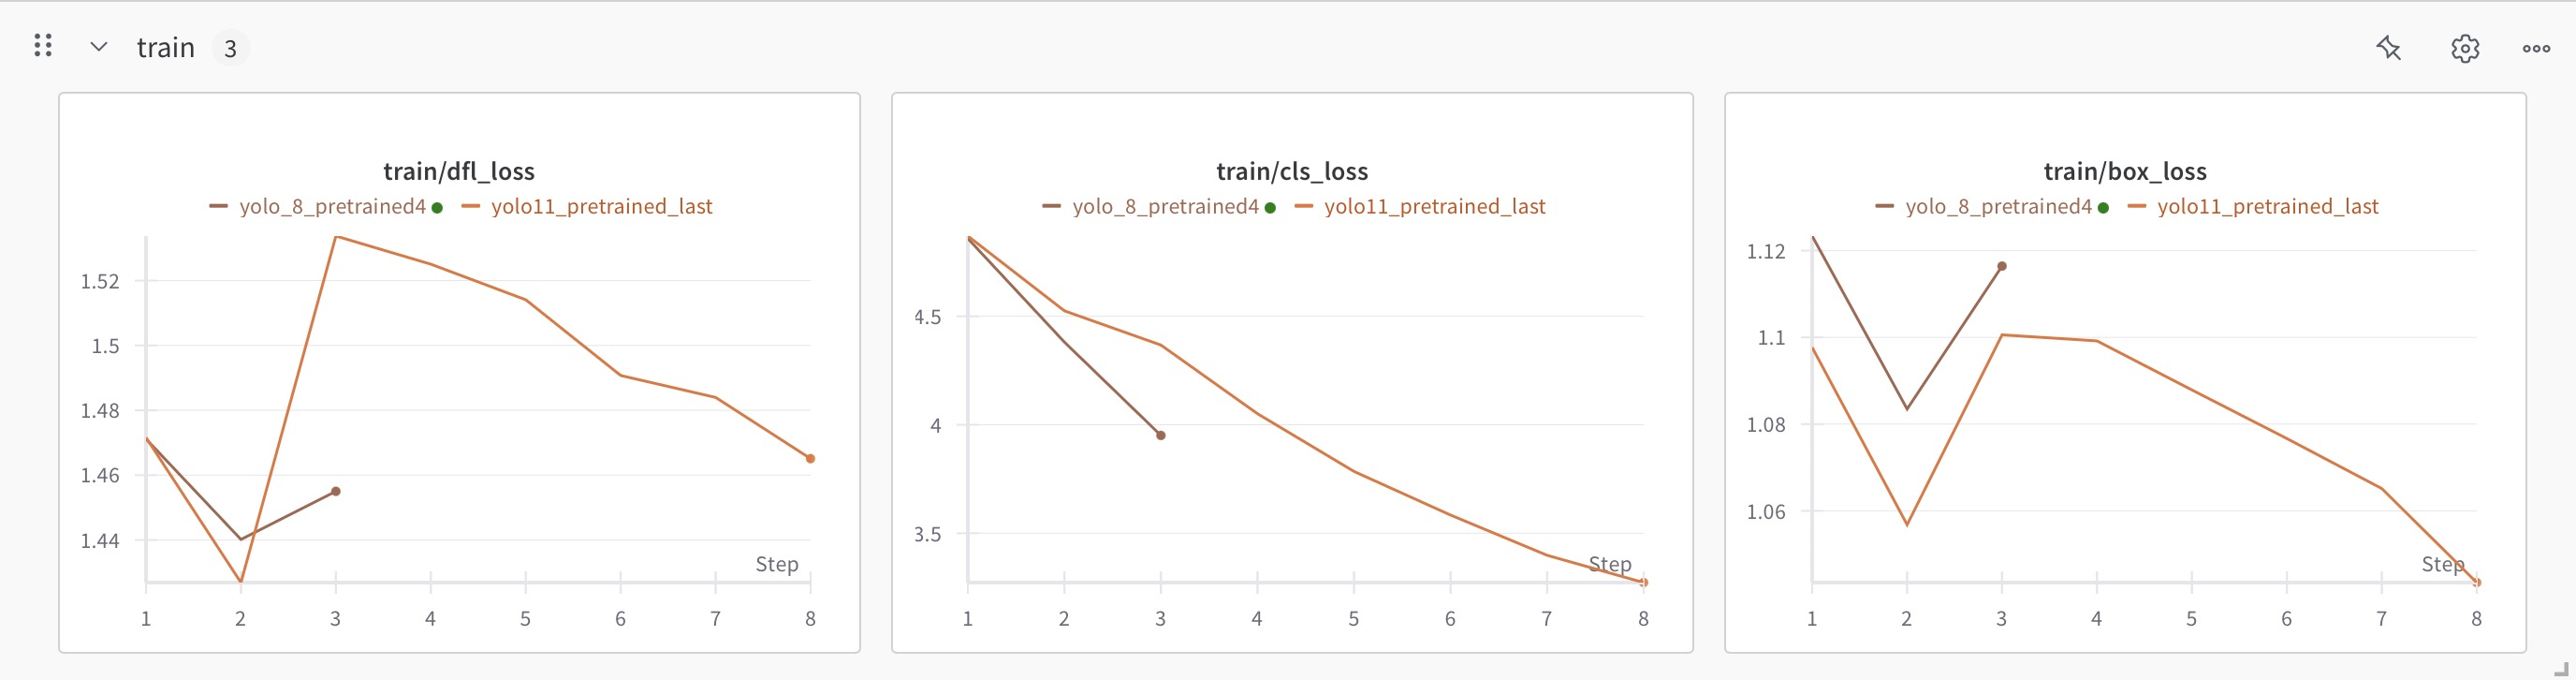 train 3
train/dfl_loss
yolo_8_pretrained4 yolo11_pretrained_last
1.52
1.5
1.48
1.46
1.44
Step
1 2 3 4 5 6 7 8
train/cls_loss
yolo_8_pretrained4 yolo11_pretrained_last
4.5
4
3.5
Step
1 2 3 4 5 6 7 8
train/box_loss
yolo_8_pretrained4 yolo11_pretrained_last
1.12
1.1
1.08
1.06
Step
1 2 3 4 5 6 7 8